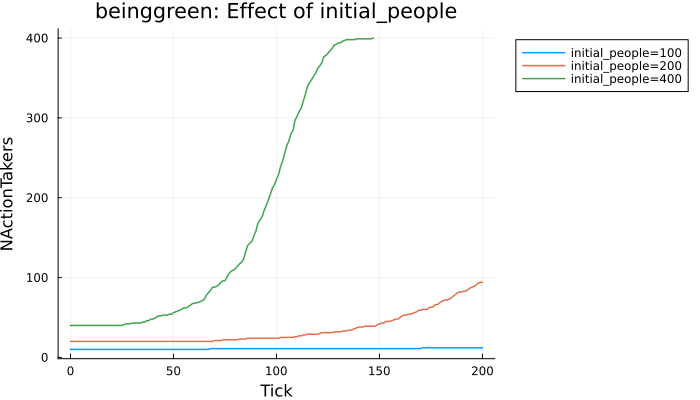 beinggreen: Effect of initial_people
NActionTakers
400
300
200
100
0
0 50 100 150 200
Tick
initial_people=100
initial_people=200
initial_people=400